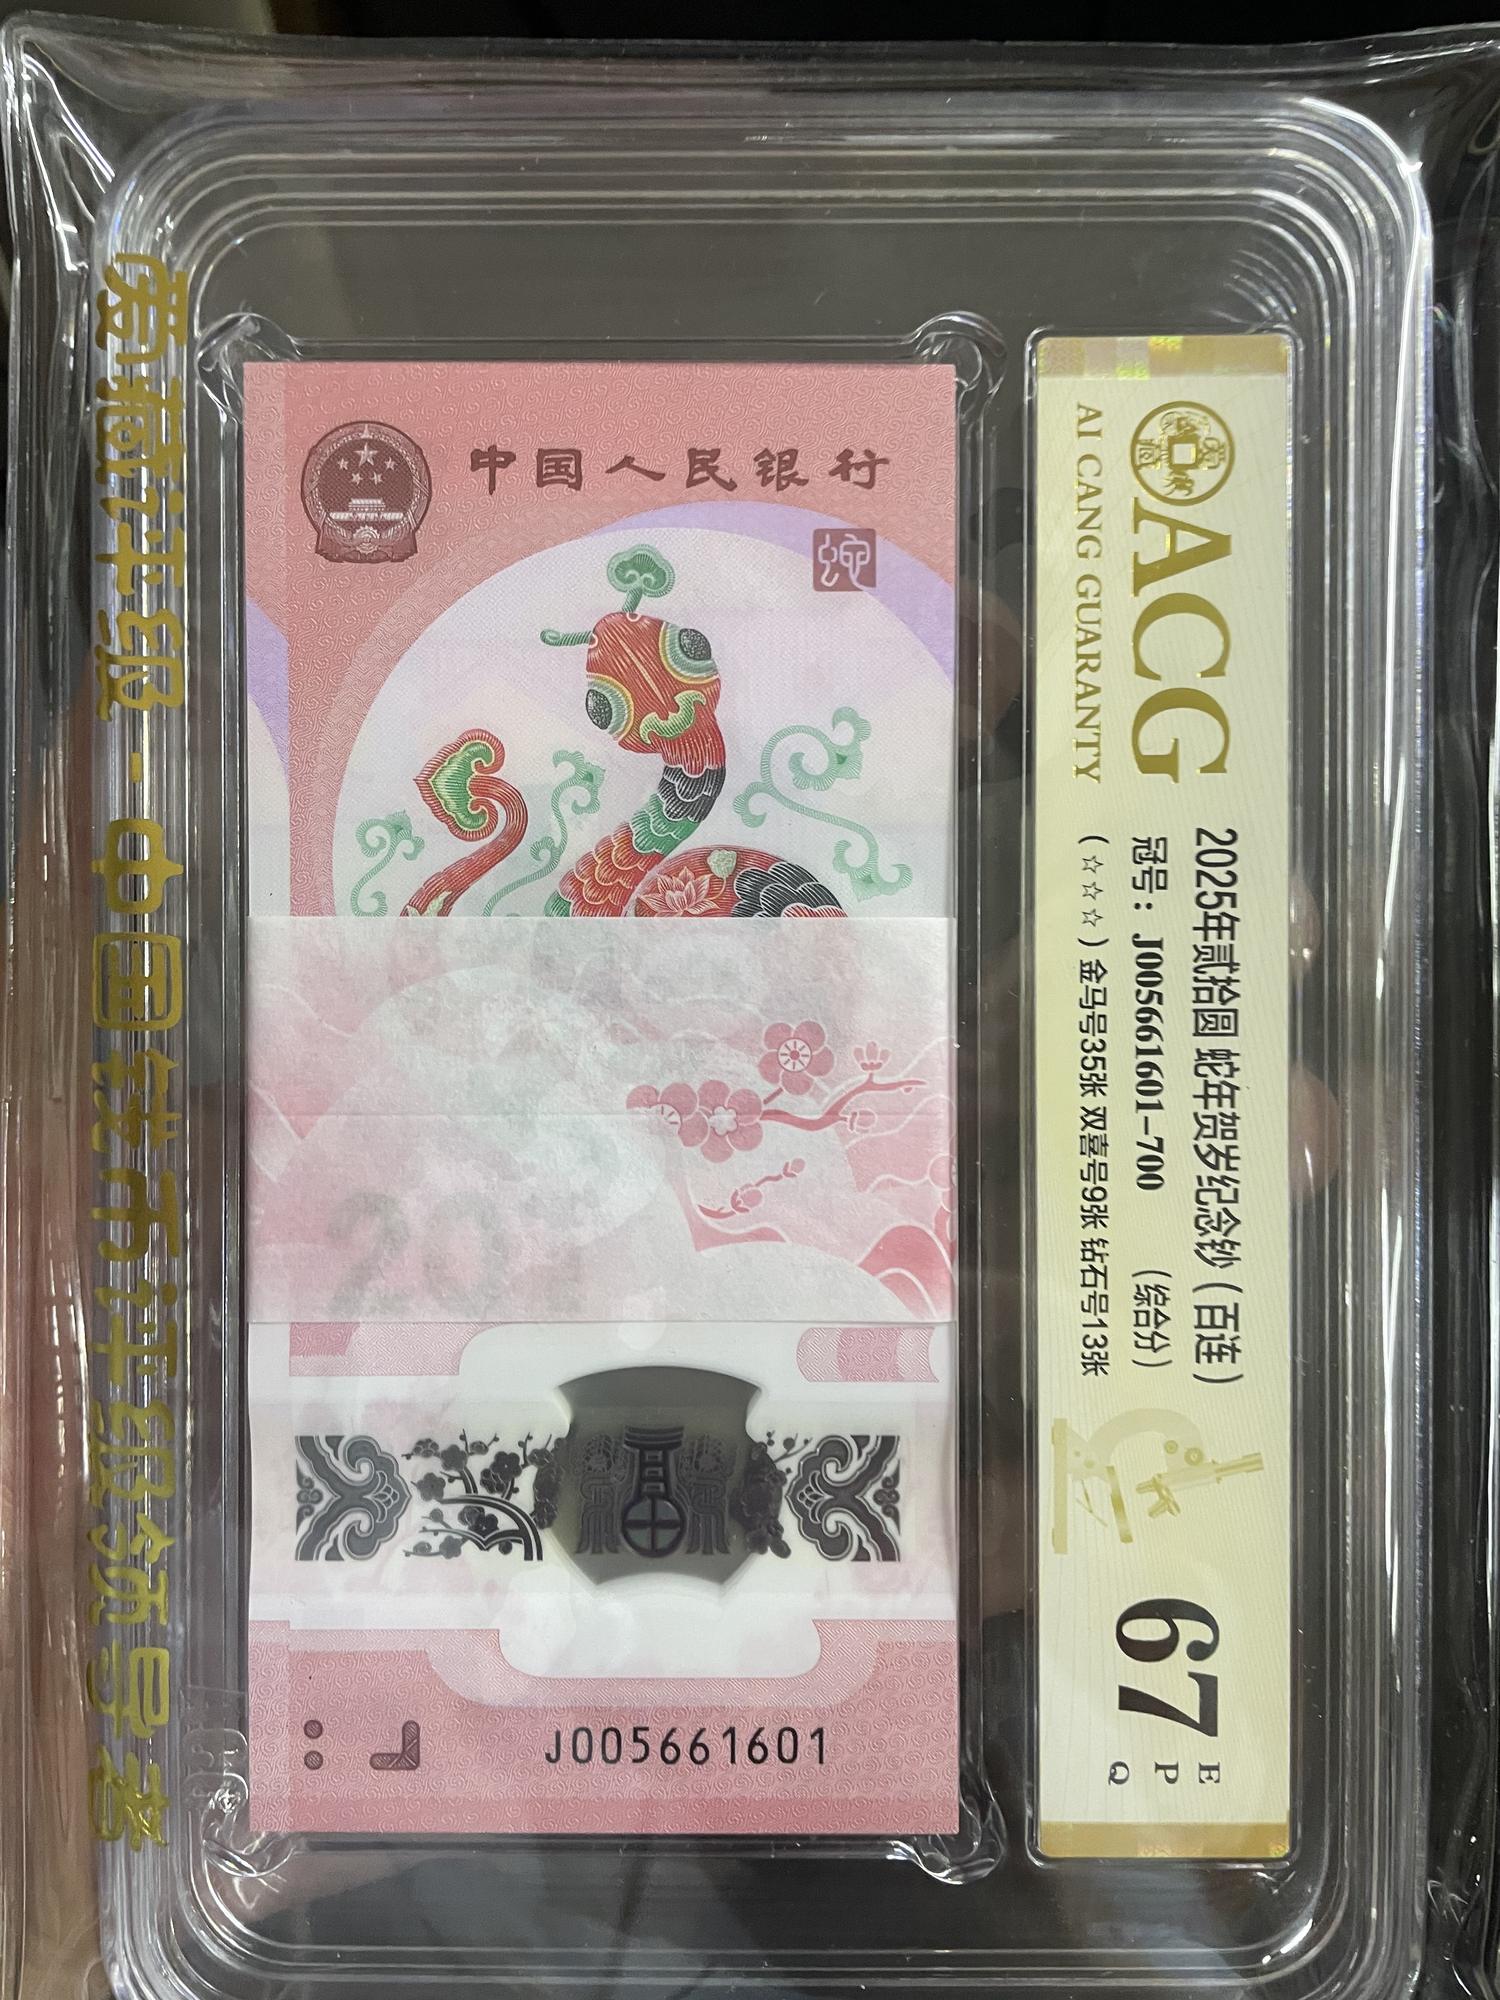 爱藏评级 - 中国钱币评级领导者
中国人民银行
蛇
J005661601
ACG
AI CANG GUARANTY
2025年贰拾圆 蛇年贺岁纪念钞（百连）
冠号：J005661601-700 （综合分）
（☆☆☆）金马号35张 双喜号9张 钻石号13张
67
E
P
Q